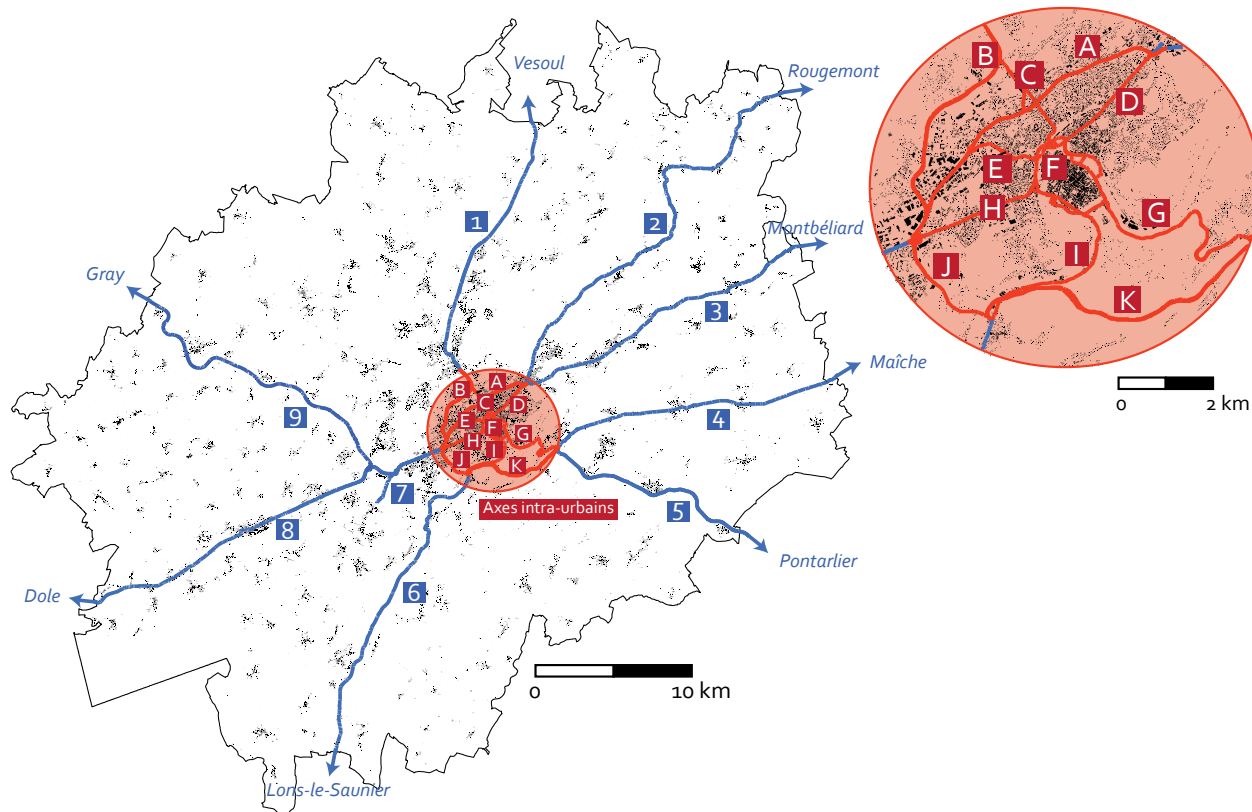 Vesoul
Rougemont
Montbéliard
Gray
Maîche
Pontarlier
Dole
Lons-le-Saunier
1
2
3
4
5
6
7
8
9
A
B
C
D
E
F
G
H
I
J
K
Axes intra-urbains
0 10 km
A
B
C
D
E
F
G
H
I
J
K
0 2 km